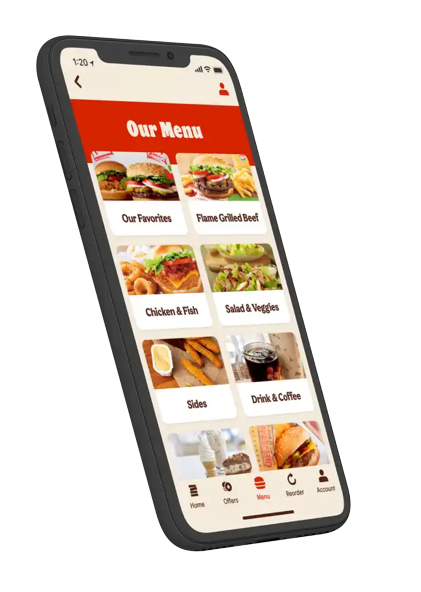 1:20
Our Menu
Our Favorites
Flame Grilled Beef
Chicken & Fish
Salad & Veggies
Sides
Drink & Coffee
Home
Offers
Menu
Reorder
Account